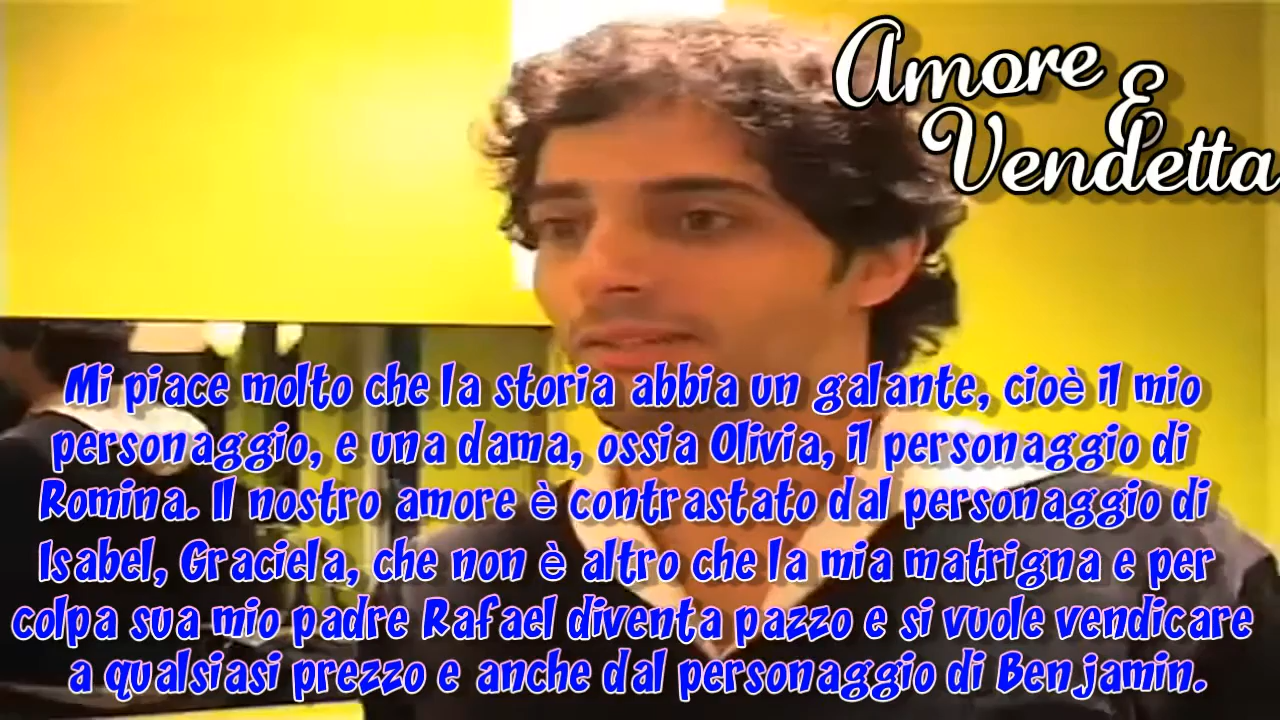 Amore
E
Vendetta
Mi piace molto che la storia abbia un galante, cioè il mio
personaggio, e una dama, ossia Olivia, il personaggio di
Romina. Il nostro amore è contrastato dal personaggio di
Isabel, Graciela, che non è altro che la mia matrigna e per
colpa sua mio padre Rafael diventa pazzo e si vuole vendicare
a qualsiasi prezzo e anche dal personaggio di Benjamin.